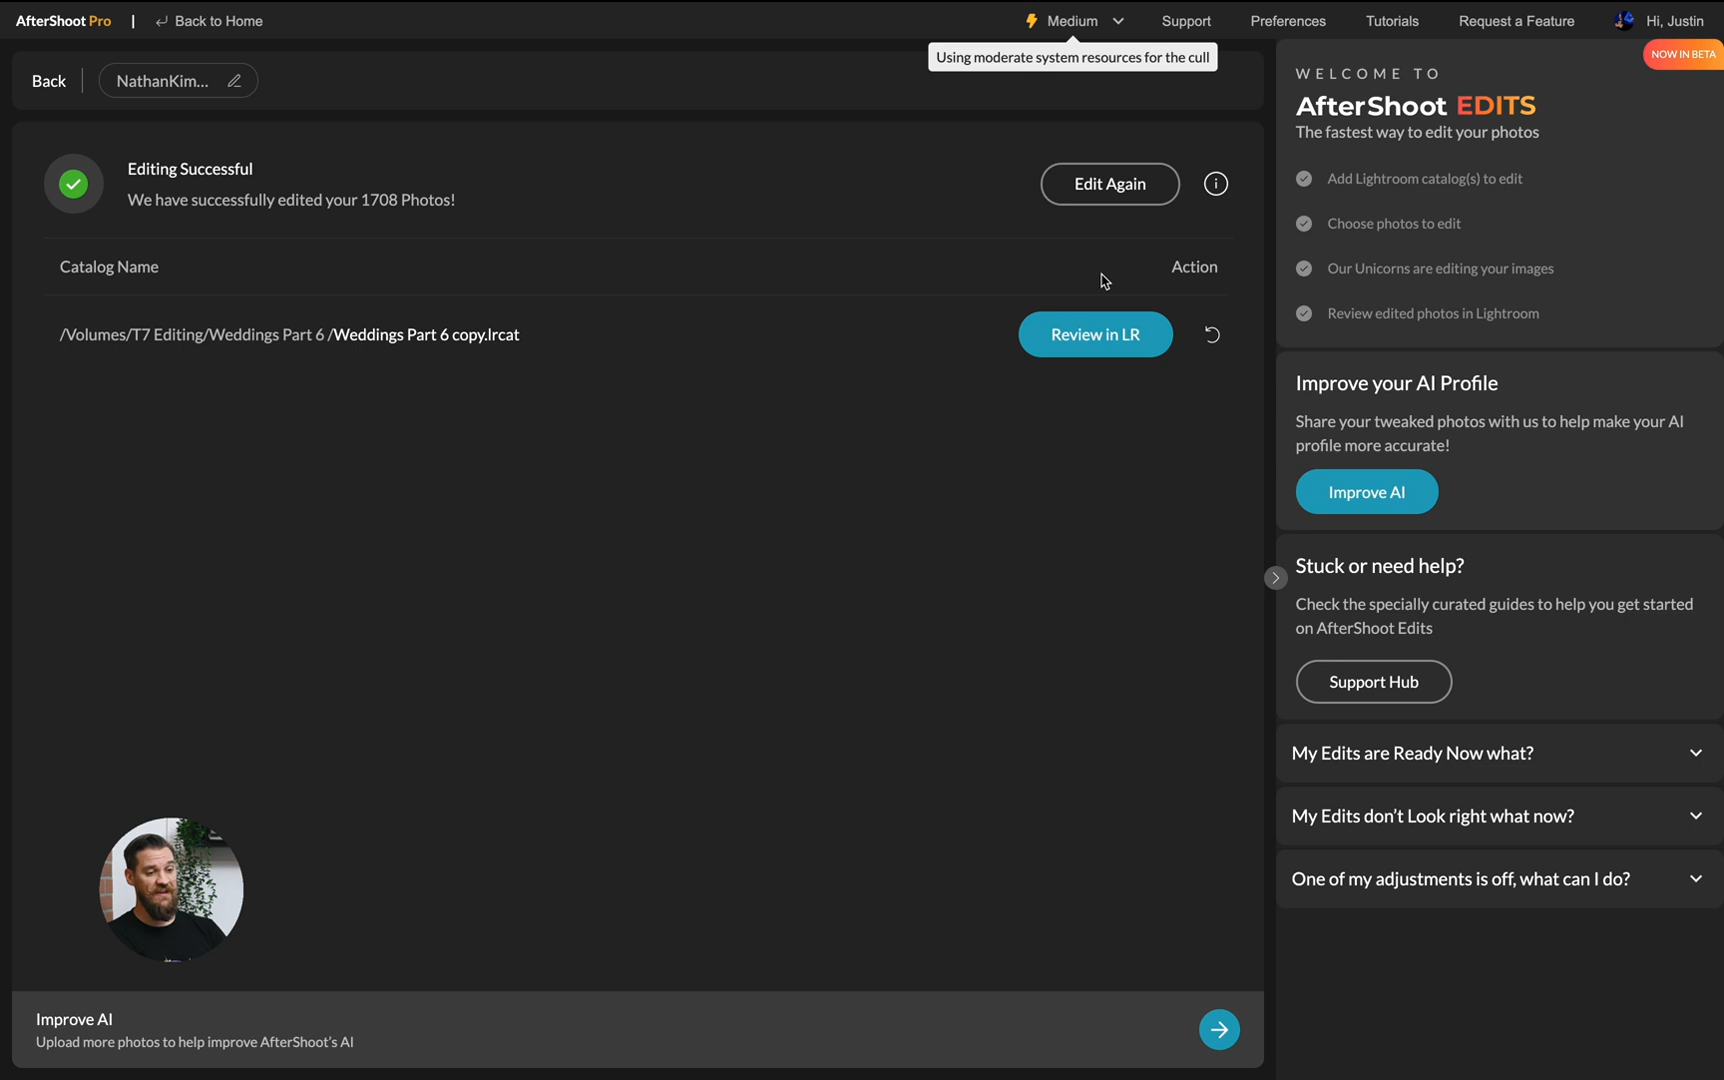 AfterShoot Pro | Back to Home
Medium
Support
Preferences
Tutorials
Request a Feature
Hi, Justin
Using moderate system resources for the cull
Back
NathanKim...
Editing Successful
We have successfully edited your 1708 Photos!
Edit Again
Catalog Name
Action
/Volumes/T7 Editing/Weddings Part 6 /Weddings Part 6 copy.lrcat
Review in LR
Improve AI
Upload more photos to help improve AfterShoot's AI
NOW IN BETA
WELCOME TO
AfterShoot EDITS
The fastest way to edit your photos
Add Lightroom catalog(s) to edit
Choose photos to edit
Our Unicorns are editing your images
Review edited photos in Lightroom
Improve your AI Profile
Share your tweaked photos with us to help make your AI
profile more accurate!
Improve AI
Stuck or need help?
Check the specially curated guides to help you get started
on AfterShoot Edits
Support Hub
My Edits are Ready Now what?
My Edits don't Look right what now?
One of my adjustments is off, what can I do?